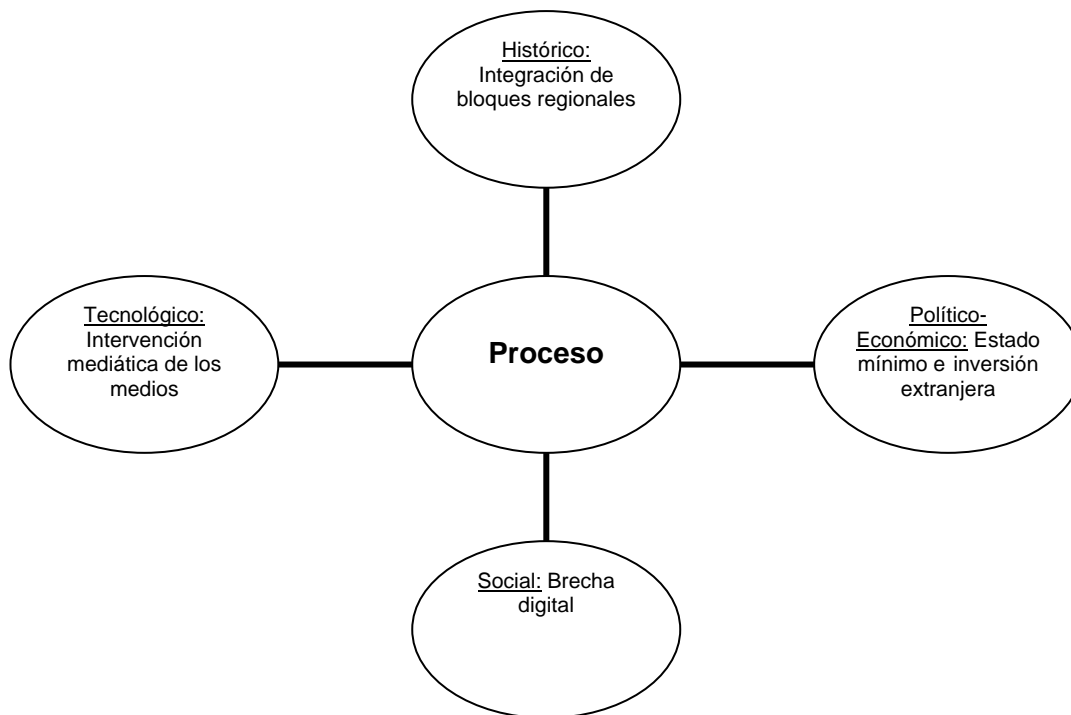 Histórico:
Integración de
bloques regionales
Tecnológico:
Intervención
mediática de los
medios
Proceso
Político-
Económico: Estado
mínimo e inversión
extranjera
Social: Brecha
digital